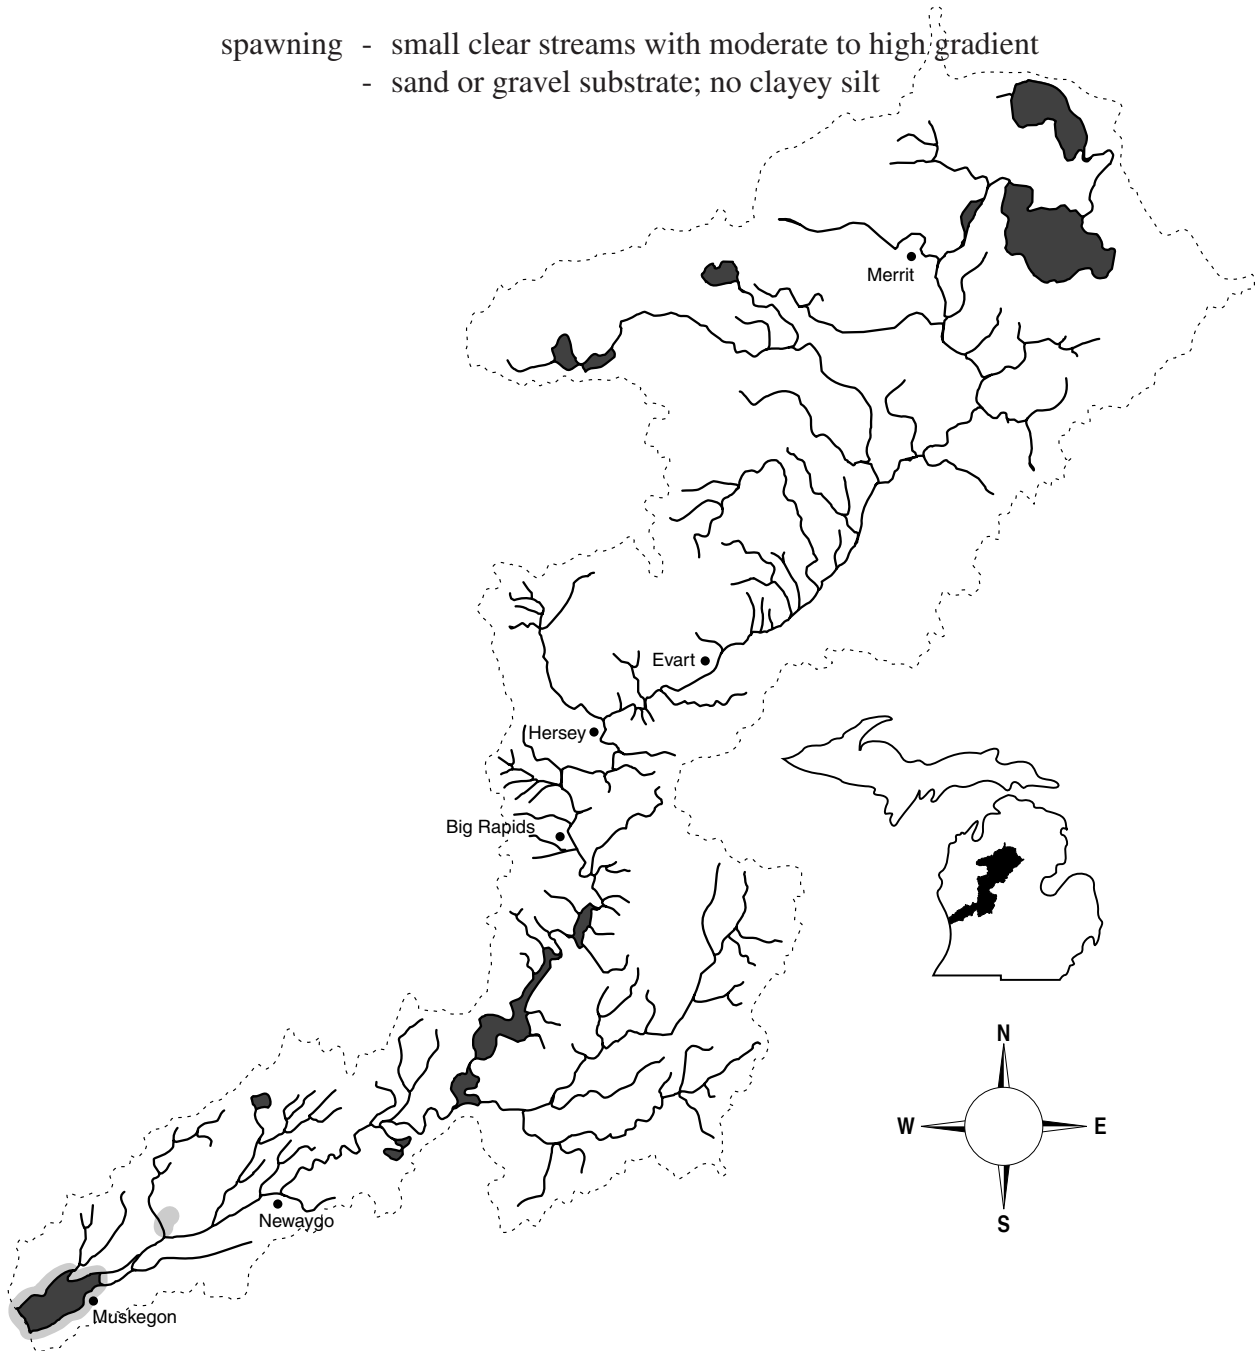 spawning - small clear streams with moderate to high gradient
- sand or gravel substrate; no clayey silt
Merrit
Evart
Hersey
Big Rapids
N
W
E
S
Newaygo
Muskegon